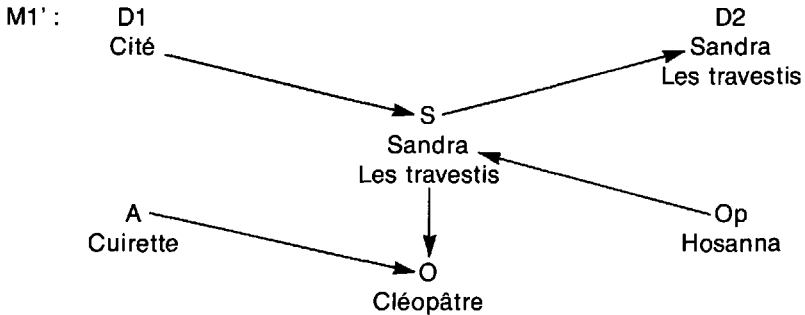 M1' : D1 D2
Cité Sandra
Les travestis
S
Sandra
Les travestis
A Op
Cuirette Hosanna
O
Cléopâtre